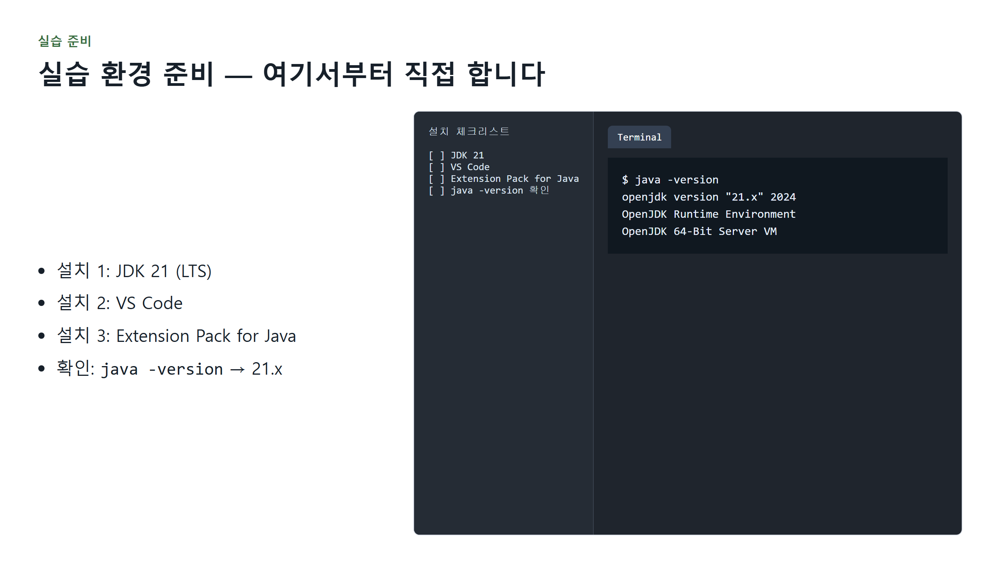 실습 준비
실습 환경 준비 — 여기서부터 직접 합니다
• 설치 1: JDK 21 (LTS)
• 설치 2: VS Code
• 설치 3: Extension Pack for Java
• 확인: java -version → 21.x
설치 체크리스트
[ ] JDK 21
[ ] VS Code
[ ] Extension Pack for Java
[ ] java -version 확인
Terminal
$ java -version
openjdk version "21.x" 2024
OpenJDK Runtime Environment
OpenJDK 64-Bit Server VM